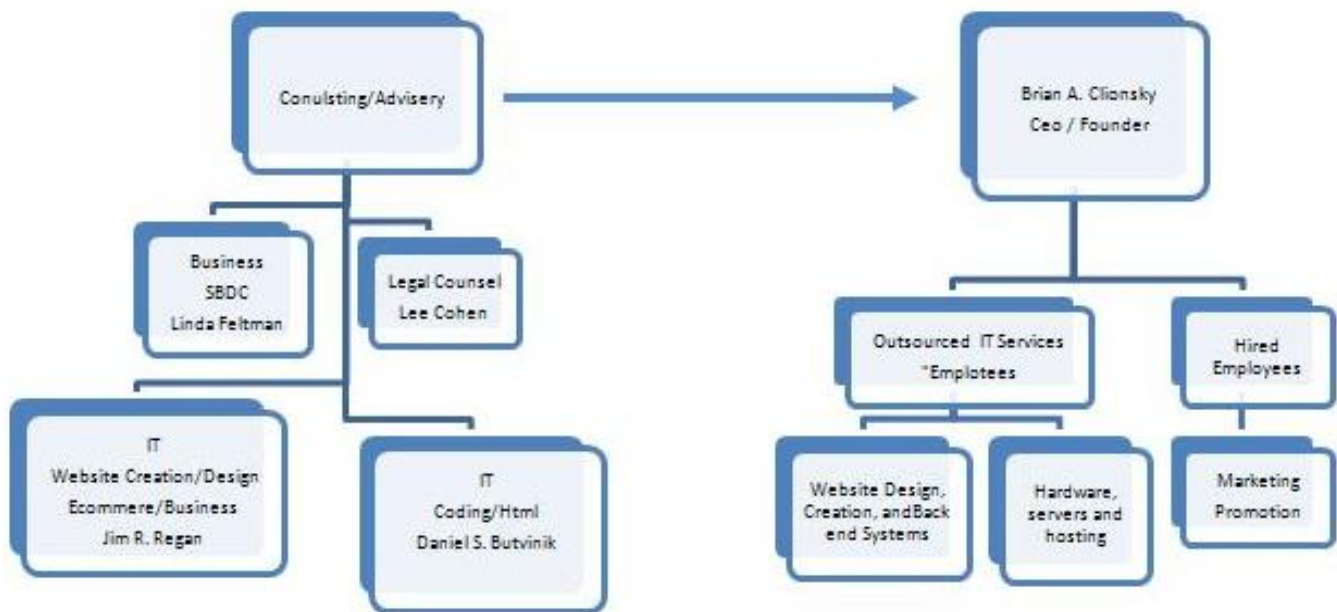 Conulsting/Advisery
Brian A. Clionsky
Ceo / Founder
Business
SBDC
Linda Feltman
Legal Counsel
Lee Cohen
IT
Website Creation/Design
Ecommere/Business
Jim R. Regan
IT
Coding/Html
Daniel S. Butvinik
Outsourced IT Services
"Emplotees
Hired
Employees
Website Design,
Creation, andBack
end Systems
Hardware,
servers and
hosting
Marketing
Promotion